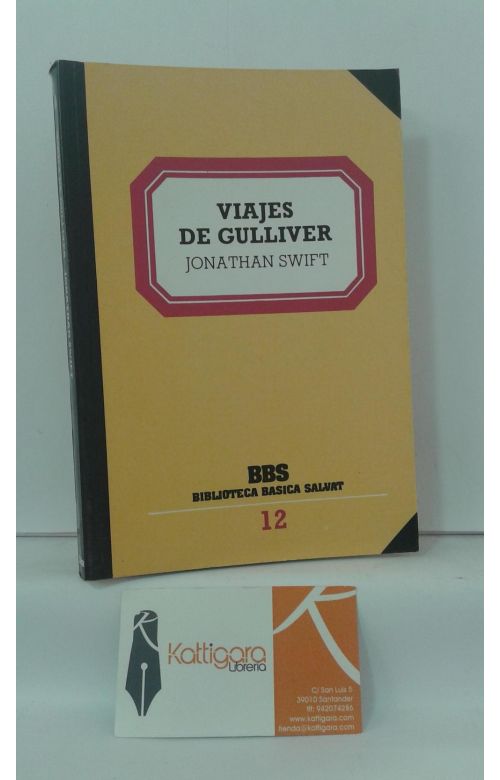 VIAJES
DE GULLIVER
JONATHAN SWIFT
BBS
BIBLIOTECA BASICA SALVAT
12
Kattigara
Librería
C/ San Luis 5
39010 Santander
tlf: 942074286
www.kattigara.com
tienda@kattigara.com